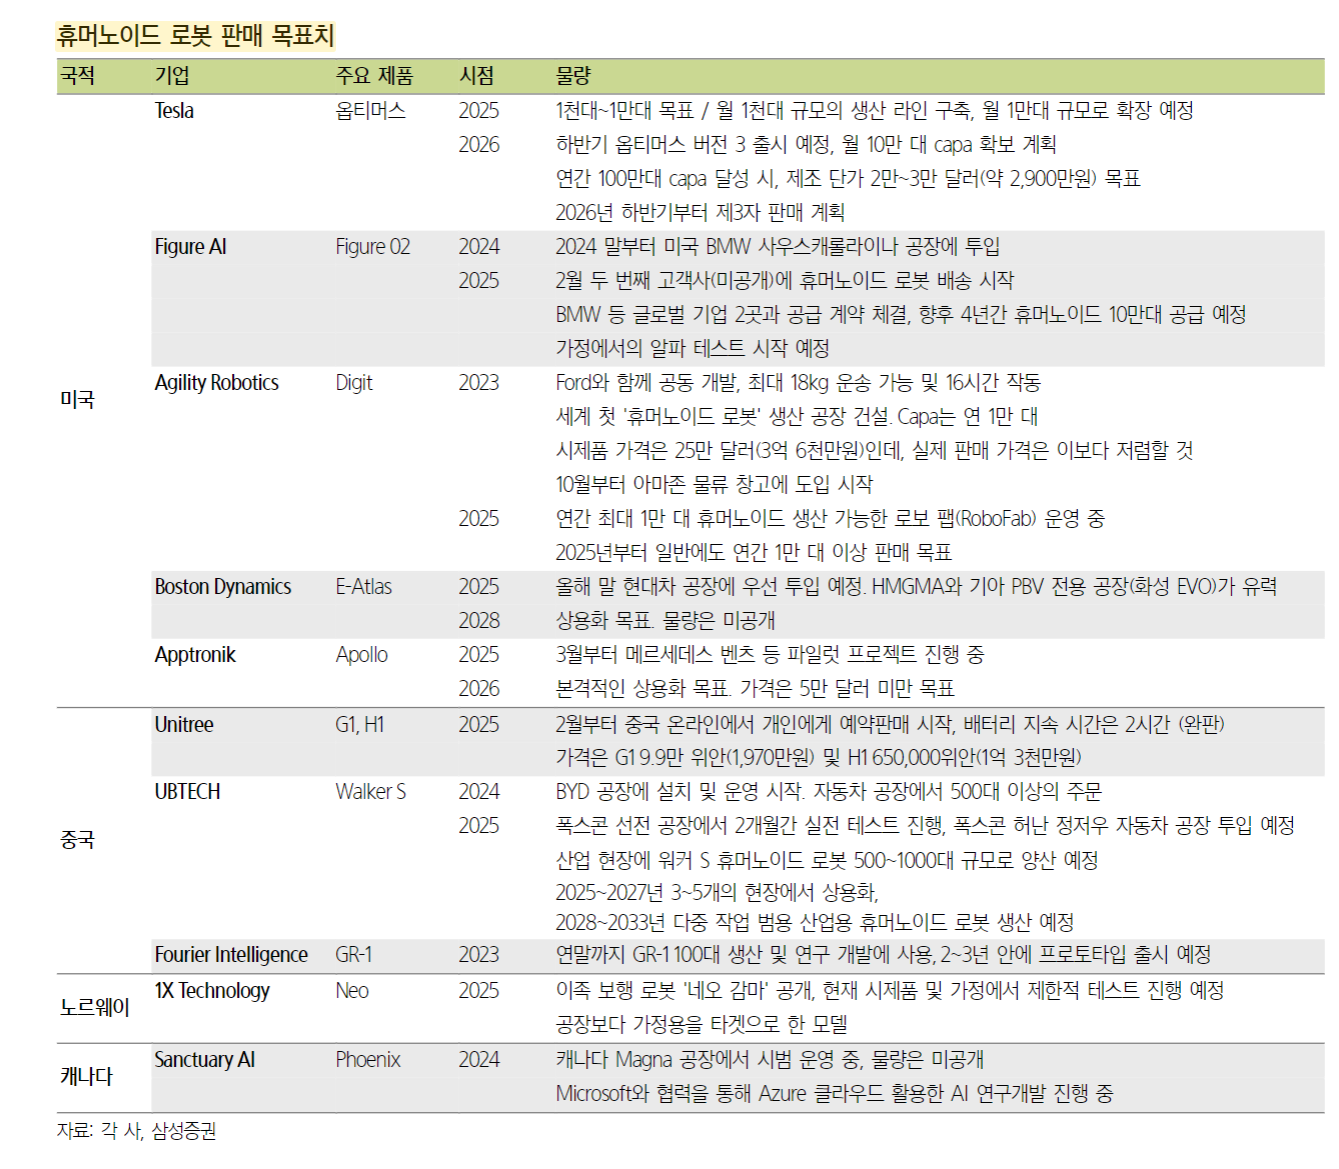 휴머노이드 로봇 판매 목표치
국적 기업 주요 제품 시점 물량
미국
Tesla 옵티머스 2025 1천대~1만대 목표 / 월 1천대 규모의 생산 라인 구축, 월 1만대 규모로 확장 예정
2026 하반기 옵티머스 버전 3 출시 예정, 월 10만 대 capa 확보 계획
연간 100만대 capa 달성 시, 제조 단가 2만~3만 달러(약 2,900만원) 목표
2026년 하반기부터 제3자 판매 계획
Figure AI Figure 02 2024 2024 말부터 미국 BMW 사우스캐롤라이나 공장에 투입
2025 2월 두 번째 고객사(미공개)에 휴머노이드 로봇 배송 시작
BMW 등 글로벌 기업 2곳과 공급 계약 체결, 향후 4년간 휴머노이드 10만대 공급 예정
가정에서의 알파 테스트 시작 예정
Agility Robotics Digit 2023 Ford와 함께 공동 개발, 최대 18kg 운송 가능 및 16시간 작동
세계 첫 '휴머노이드 로봇' 생산 공장 건설. Capa는 연 1만 대
시제품 가격은 25만 달러(3억 6천만원)인데, 실제 판매 가격은 이보다 저렴할 것
10월부터 아마존 물류 창고에 도입 시작
2025 연간 최대 1만 대 휴머노이드 생산 가능한 로보 팹(RoboFab) 운영 중
2025년부터 일반에도 연간 1만 대 이상 판매 목표
Boston Dynamics E-Atlas 2025 올해 말 현대차 공장에 우선 투입 예정. HMGMA와 기아 PBV 전용 공장(화성 EVO)가 유력
2028 상용화 목표. 물량은 미공개
Apptronik Apollo 2025 3월부터 메르세데스 벤츠 등 파일럿 프로젝트 진행 중
2026 본격적인 상용화 목표. 가격은 5만 달러 미만 목표
중국
Unitree G1, H1 2025 2월부터 중국 온라인에서 개인에게 예약판매 시작, 배터리 지속 시간은 2시간 (완판)
가격은 G1 9.9만 위안(1,970만원) 및 H1 650,000위안(1억 3천만원)
UBTECH Walker S 2024 BYD 공장에 설치 및 운영 시작. 자동차 공장에서 500대 이상의 주문
2025 폭스콘 선전 공장에서 2개월간 실전 테스트 진행, 폭스콘 허난 정저우 자동차 공장 투입 예정
산업 현장에 워커 S 휴머노이드 로봇 500~1000대 규모로 양산 예정
2025~2027년 3~5개의 현장에서 상용화,
2028~2033년 다중 작업 범용 산업용 휴머노이드 로봇 생산 예정
Fourier Intelligence GR-1 2023 연말까지 GR-1 100대 생산 및 연구 개발에 사용, 2~3년 안에 프로토타입 출시 예정
노르웨이
1X Technology Neo 2025 이족 보행 로봇 '네오 감마' 공개, 현재 시제품 및 가정에서 제한적 테스트 진행 예정
공장보다 가정용을 타겟으로 한 모델
캐나다
Sanctuary AI Phoenix 2024 캐나다 Magna 공장에서 시범 운영 중, 물량은 미공개
Microsoft와 협력을 통해 Azure 클라우드 활용한 AI 연구개발 진행 중
자료: 각 사, 삼성증권